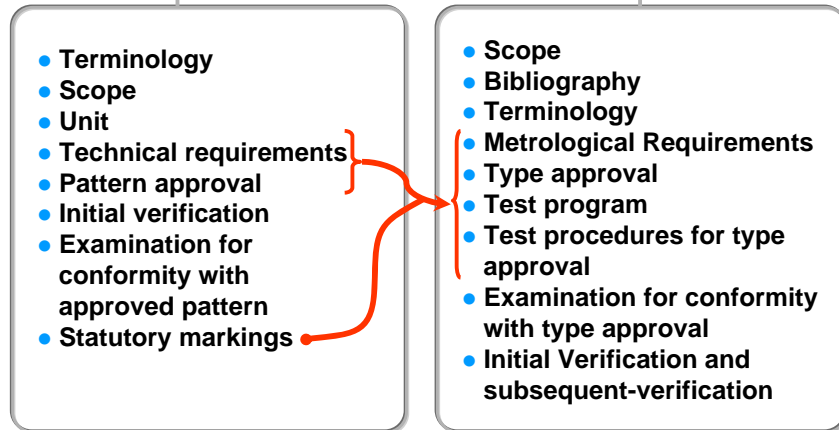 ● Terminology
● Scope
● Unit
● Technical requirements
● Pattern approval
● Initial verification
● Examination for
conformity with
approved pattern
● Statutory markings
● Scope
● Bibliography
● Terminology
● Metrological Requirements
● Type approval
● Test program
● Test procedures for type
approval
● Examination for conformity
with type approval
● Initial Verification and
subsequent-verification